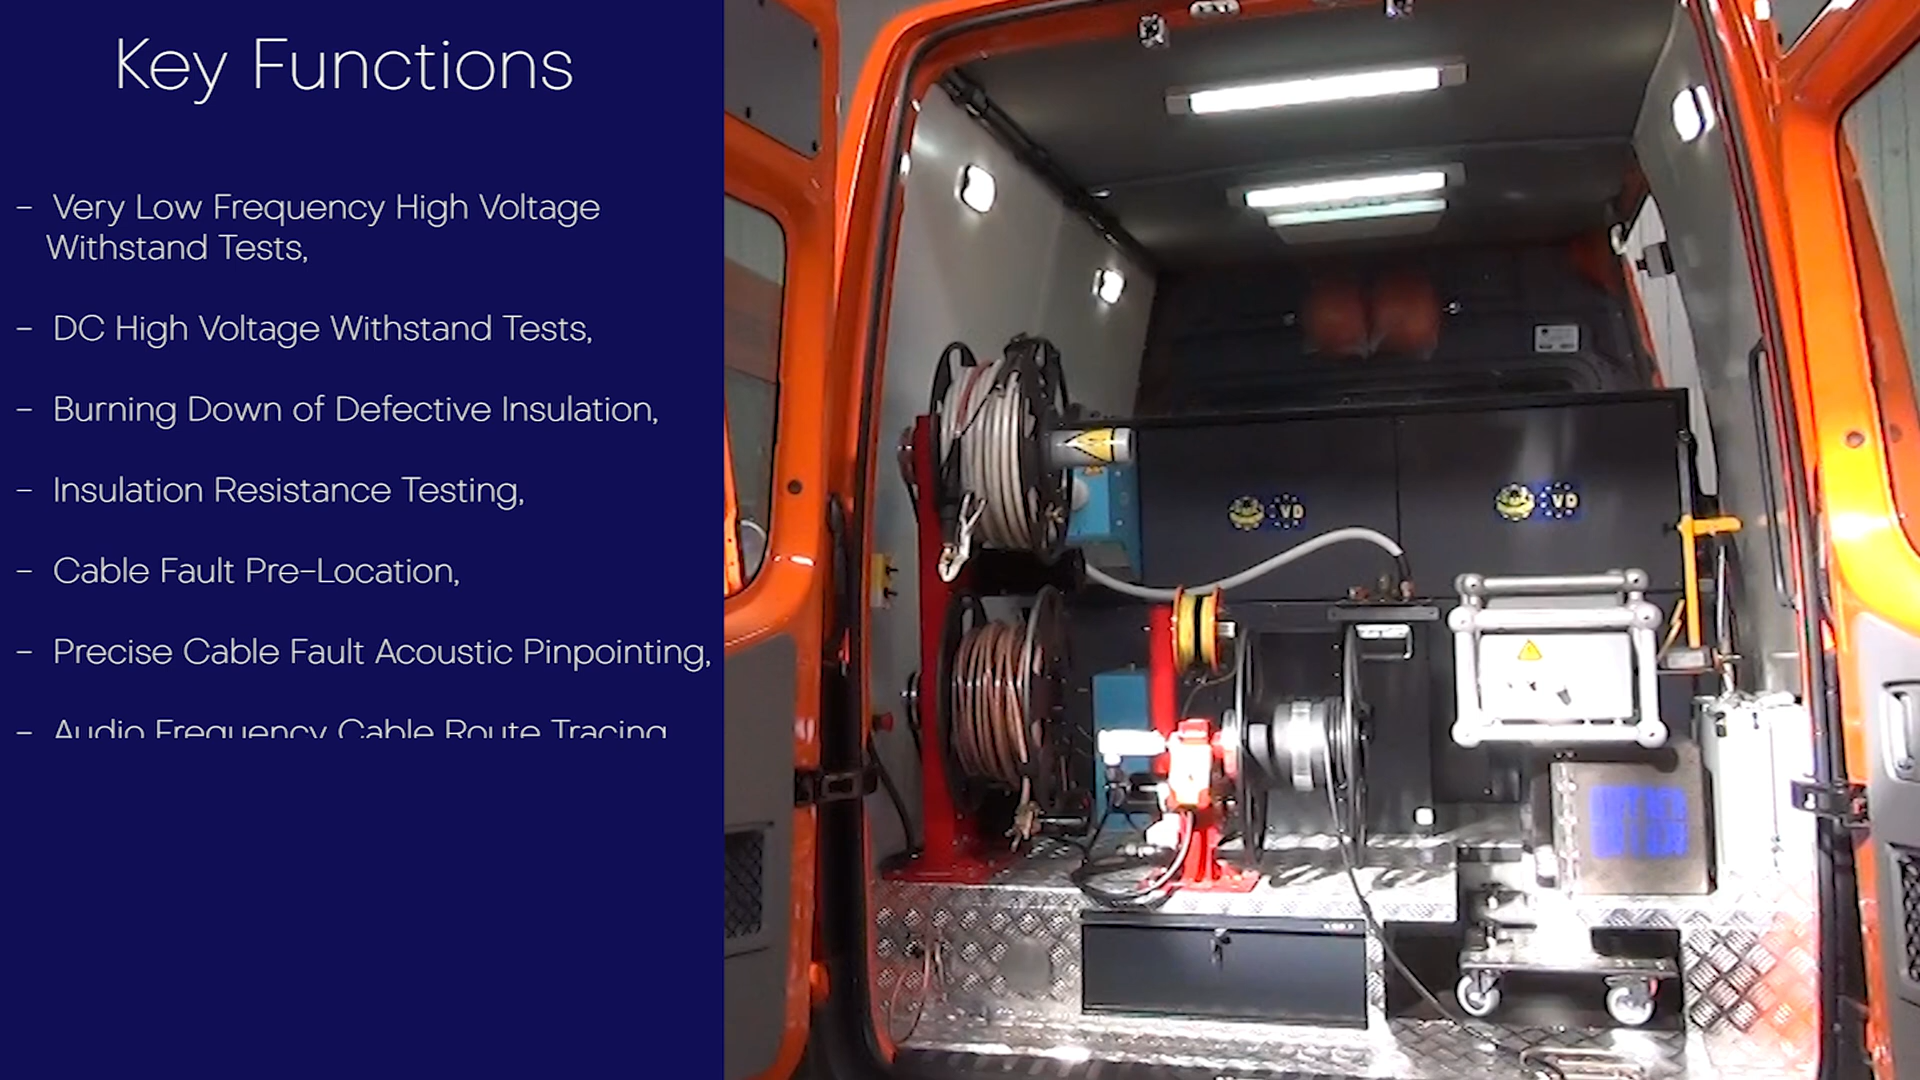 Key Functions
- Very Low Frequency High Voltage
Withstand Tests,
- DC High Voltage Withstand Tests,
- Burning Down of Defective Insulation,
- Insulation Resistance Testing,
- Cable Fault Pre-Location,
- Precise Cable Fault Acoustic Pinpointing,
- Audio Frequency Cable Route Tracing
VD
VD